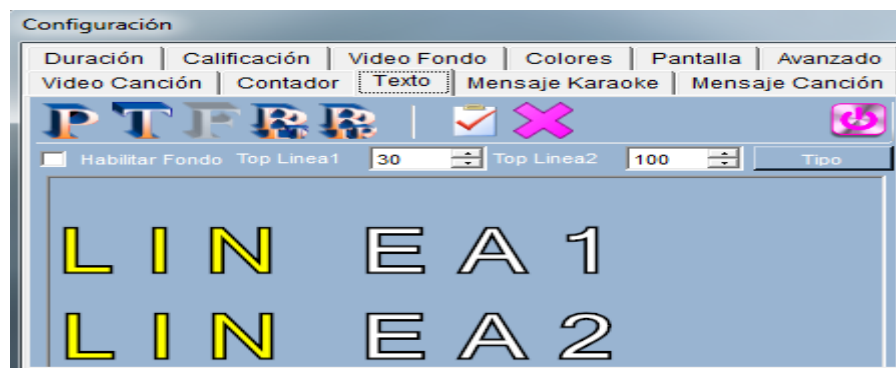 Configuración
Duración Calificación Video Fondo Colores Pantalla Avanzado
Video Canción Contador Texto Mensaje Karaoke Mensaje Canción
P T F R R
Habilitar Fondo Top Linea1 30 Top Linea2 100 Tipo
L I N E A 1
L I N E A 2